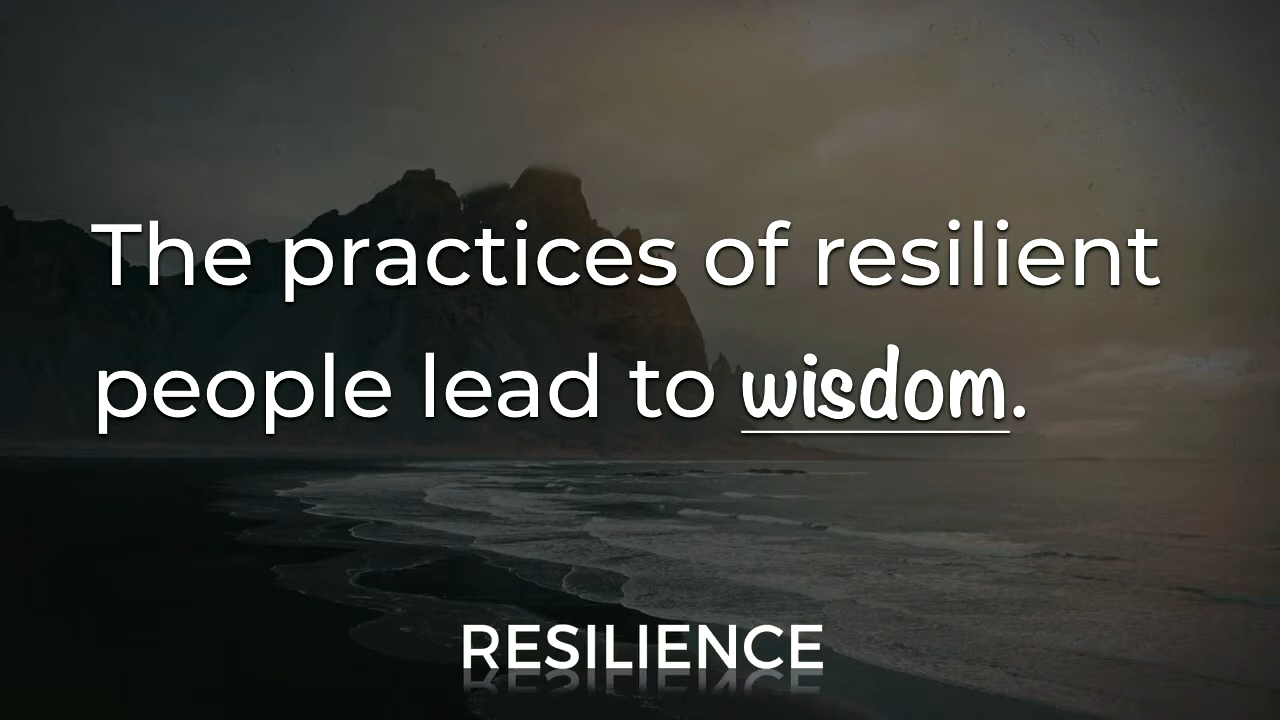 The practices of resilient
people lead to wisdom.
RESILIENCE